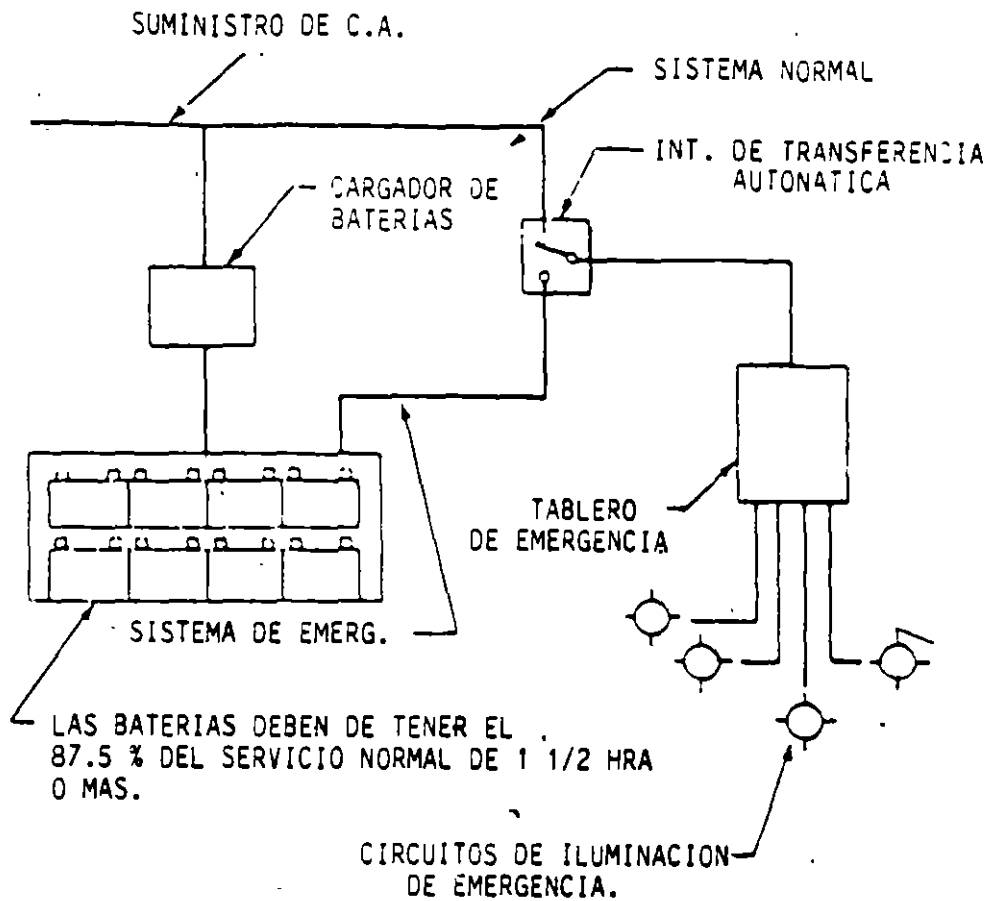 SUMINISTRO DE C.A.
SISTEMA NORMAL
INT. DE TRANSFERENCIA
AUTONATICA
CARGADOR DE
BATERIAS
TABLERO
DE EMERGENCIA
SISTEMA DE EMERG.
LAS BATERIAS DEBEN DE TENER EL
87.5 % DEL SERVICIO NORMAL DE 1 1/2 HRA
O MAS.
CIRCUITOS DE ILUMINACION
DE EMERGENCIA.